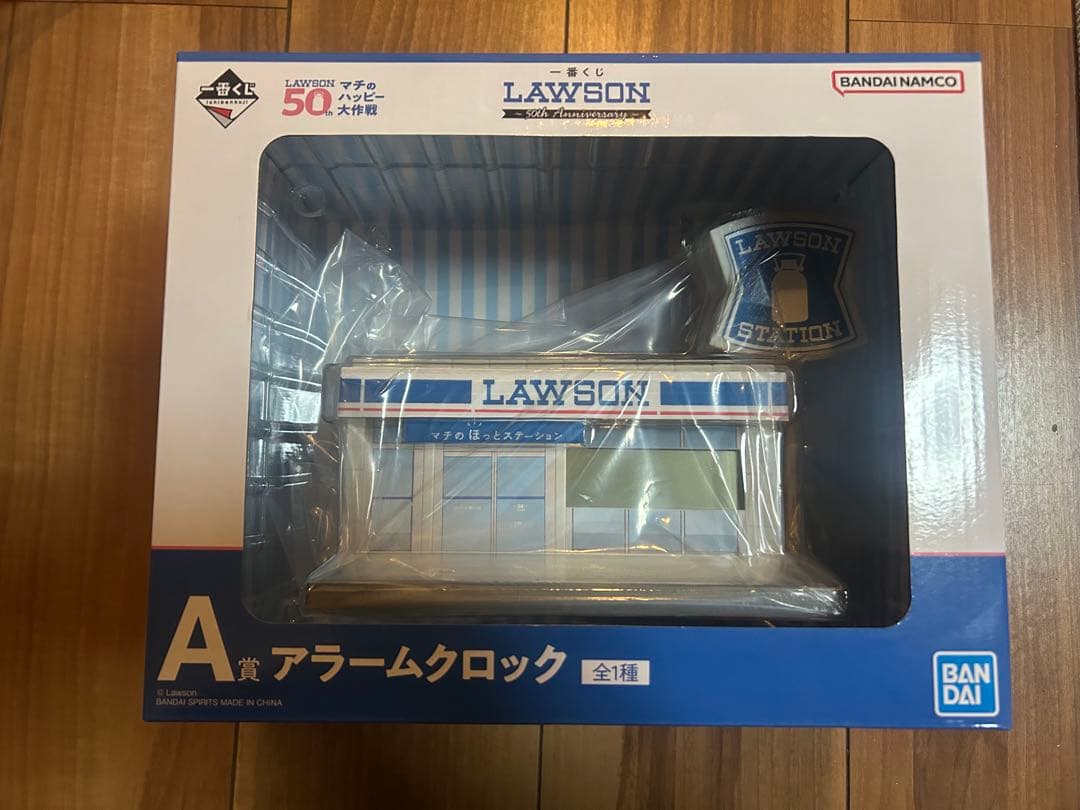 一番くじ
ichibankuji
LAWSON
50th
マチの
ハッピー
大作戦
一番くじ
LAWSON
～50th Anniversary～
BANDAI NAMCO
LAWSON
STATION
LAWSON
マチの ほっとステーション
A賞 アラームクロック 全1種
© Lawson
BANDAI SPIRITS MADE IN CHINA
BAN
DAI